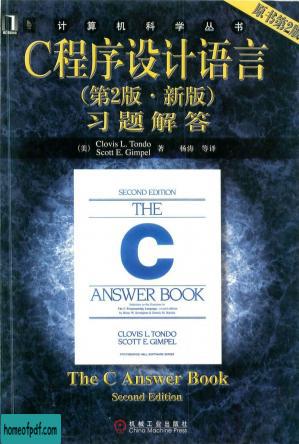 计算机科学丛书
原书第2版
C程序设计语言
(第2版·新版)
习题解答
(美) Clovis L. Tondo
Scott E. Gimpel 著 杨涛 等译
SECOND EDITION
THE
C
ANSWER BOOK
CLOVIS L. TONDO
SCOTT E. GIMPEL
The C Answer Book
Second Edition
机械工业出版社
China Machine Press
homeofpdf.com